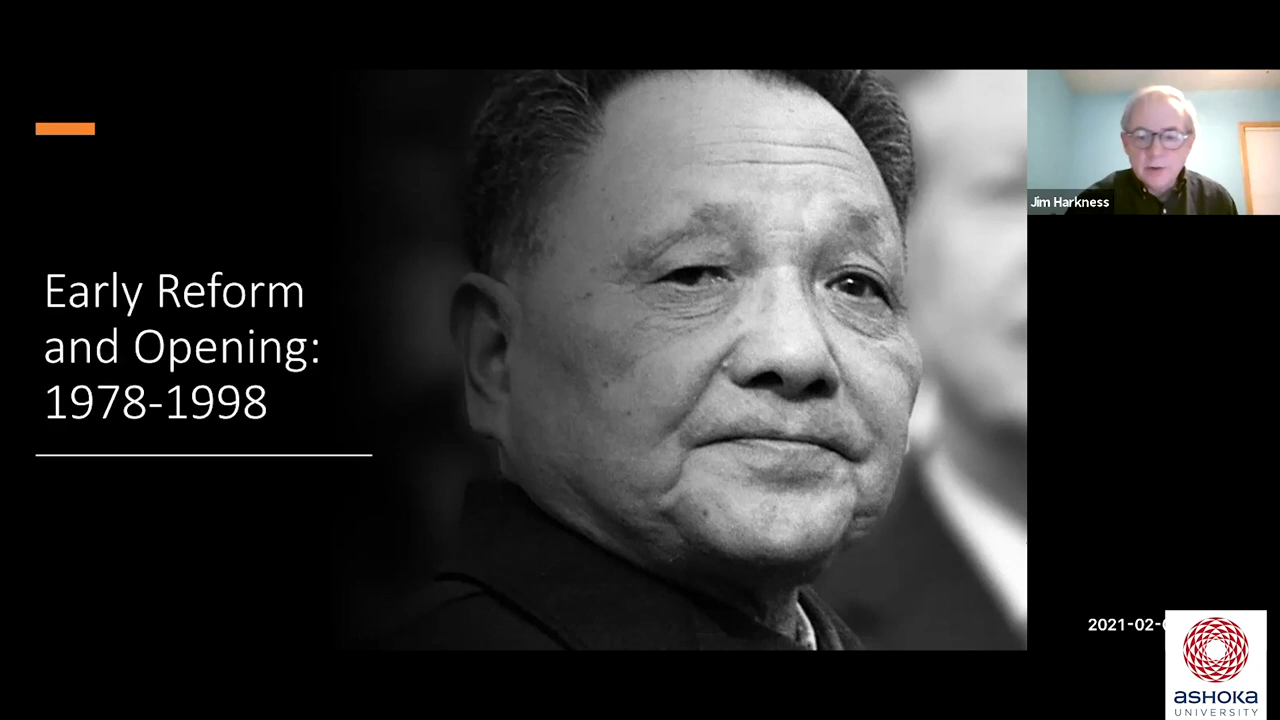 Early Reform
and Opening:
1978-1998
Jim Harkness
2021-02-
ASHOKA
UNIVERSITY